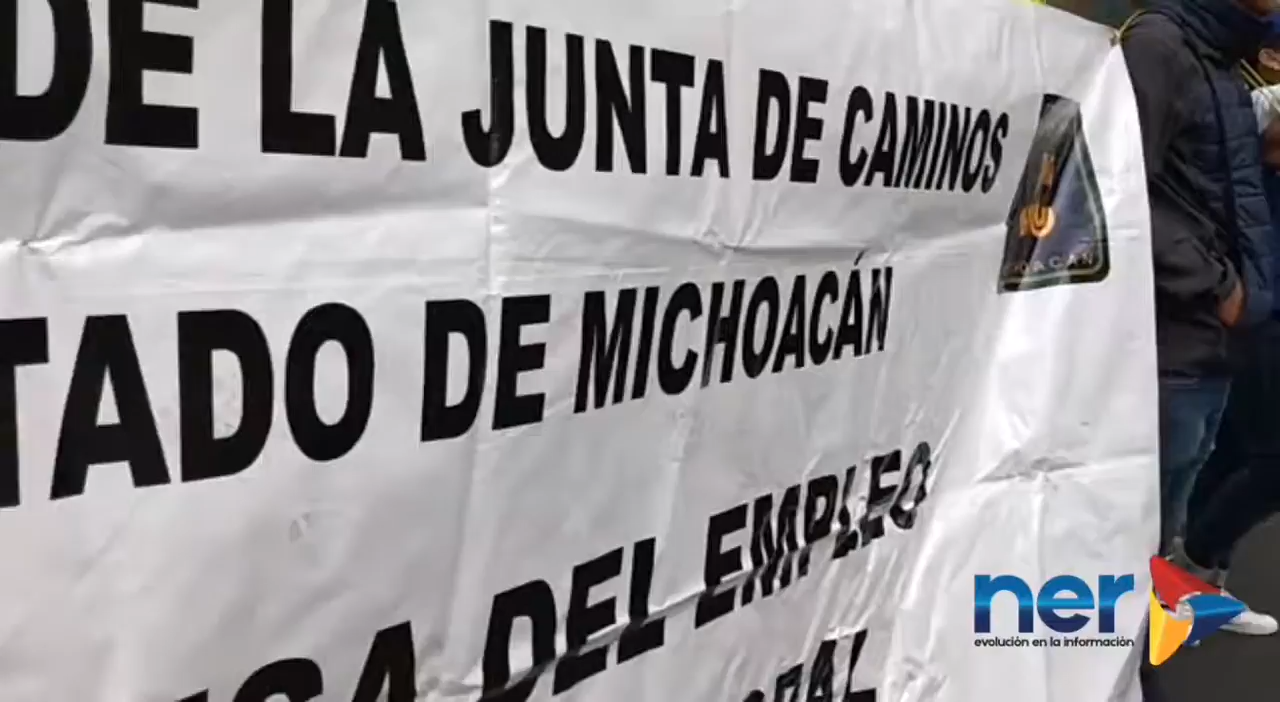 DE LA JUNTA DE CAMINOS
TADO DE MICHOACÁN
DEL EMPLEO
ner
evolución en la información